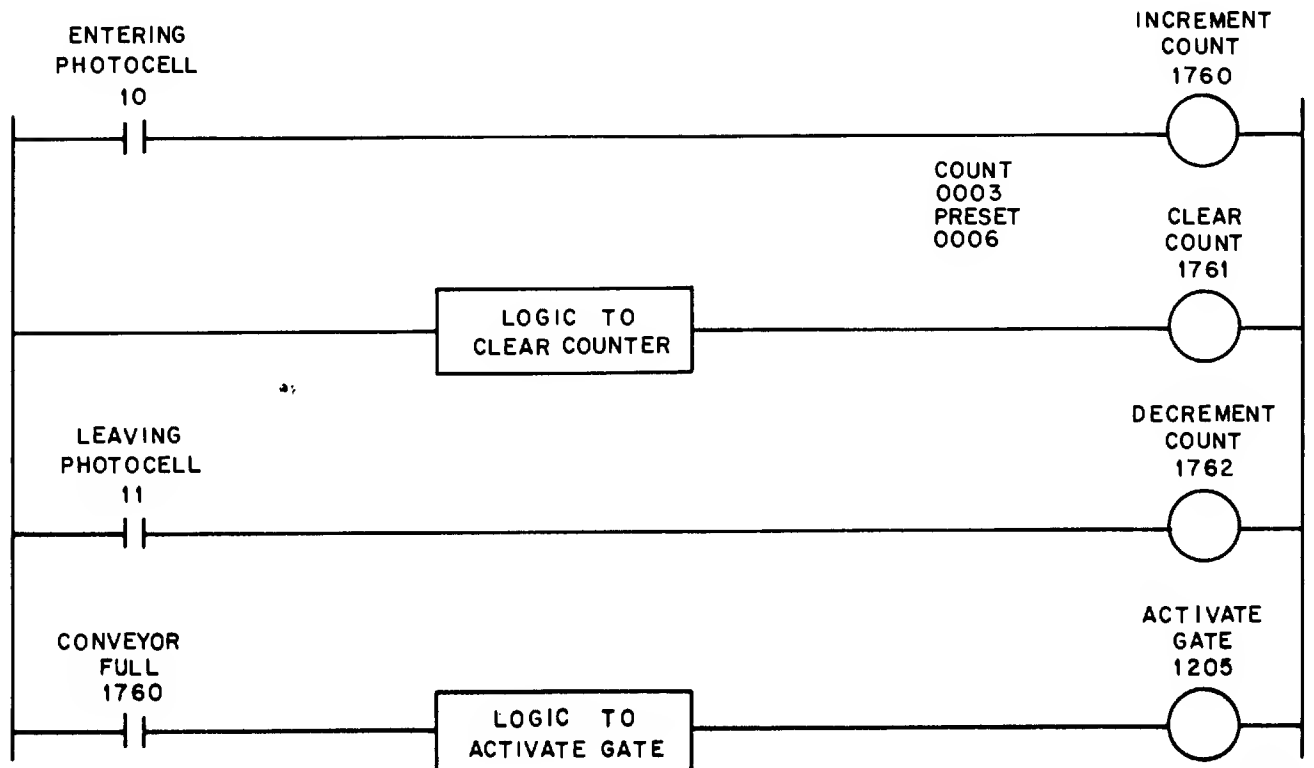 ENTERING
PHOTOCELL
10
INCREMENT
COUNT
1760
COUNT
0003
PRESET
0006
CLEAR
COUNT
1761
LOGIC TO
CLEAR COUNTER
LEAVING
PHOTOCELL
11
DECREMENT
COUNT
1762
CONVEYOR
FULL
1760
LOGIC TO
ACTIVATE GATE
ACTIVATE
GATE
1205